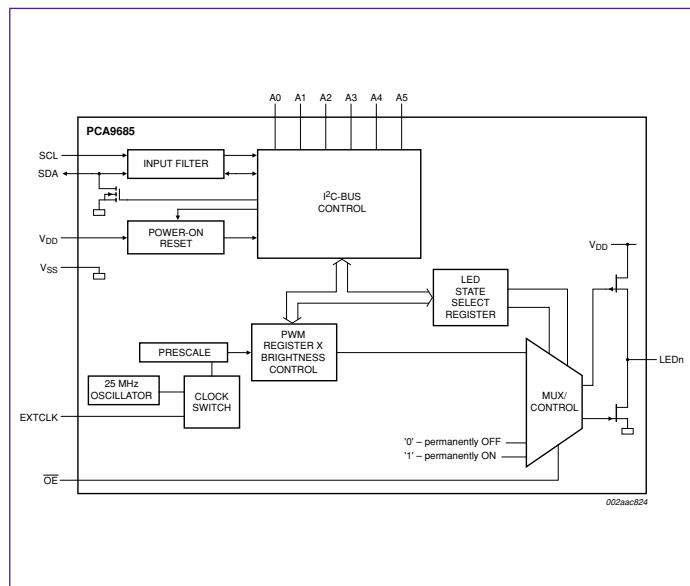 A0 A1 A2 A3 A4 A5
PCA9685
SCL
SDA
INPUT FILTER
I²C-BUS
CONTROL
POWER-ON
RESET
VDD
VSS
VDD
LED
STATE
SELECT
REGISTER
PWM
REGISTER X
BRIGHTNESS
CONTROL
PRESCALE
25 MHz
OSCILLATOR
CLOCK
SWITCH
EXTCLK
MUX/
CONTROL
LEDn
'0' – permanently OFF
'1' – permanently ON
OE
002aac824